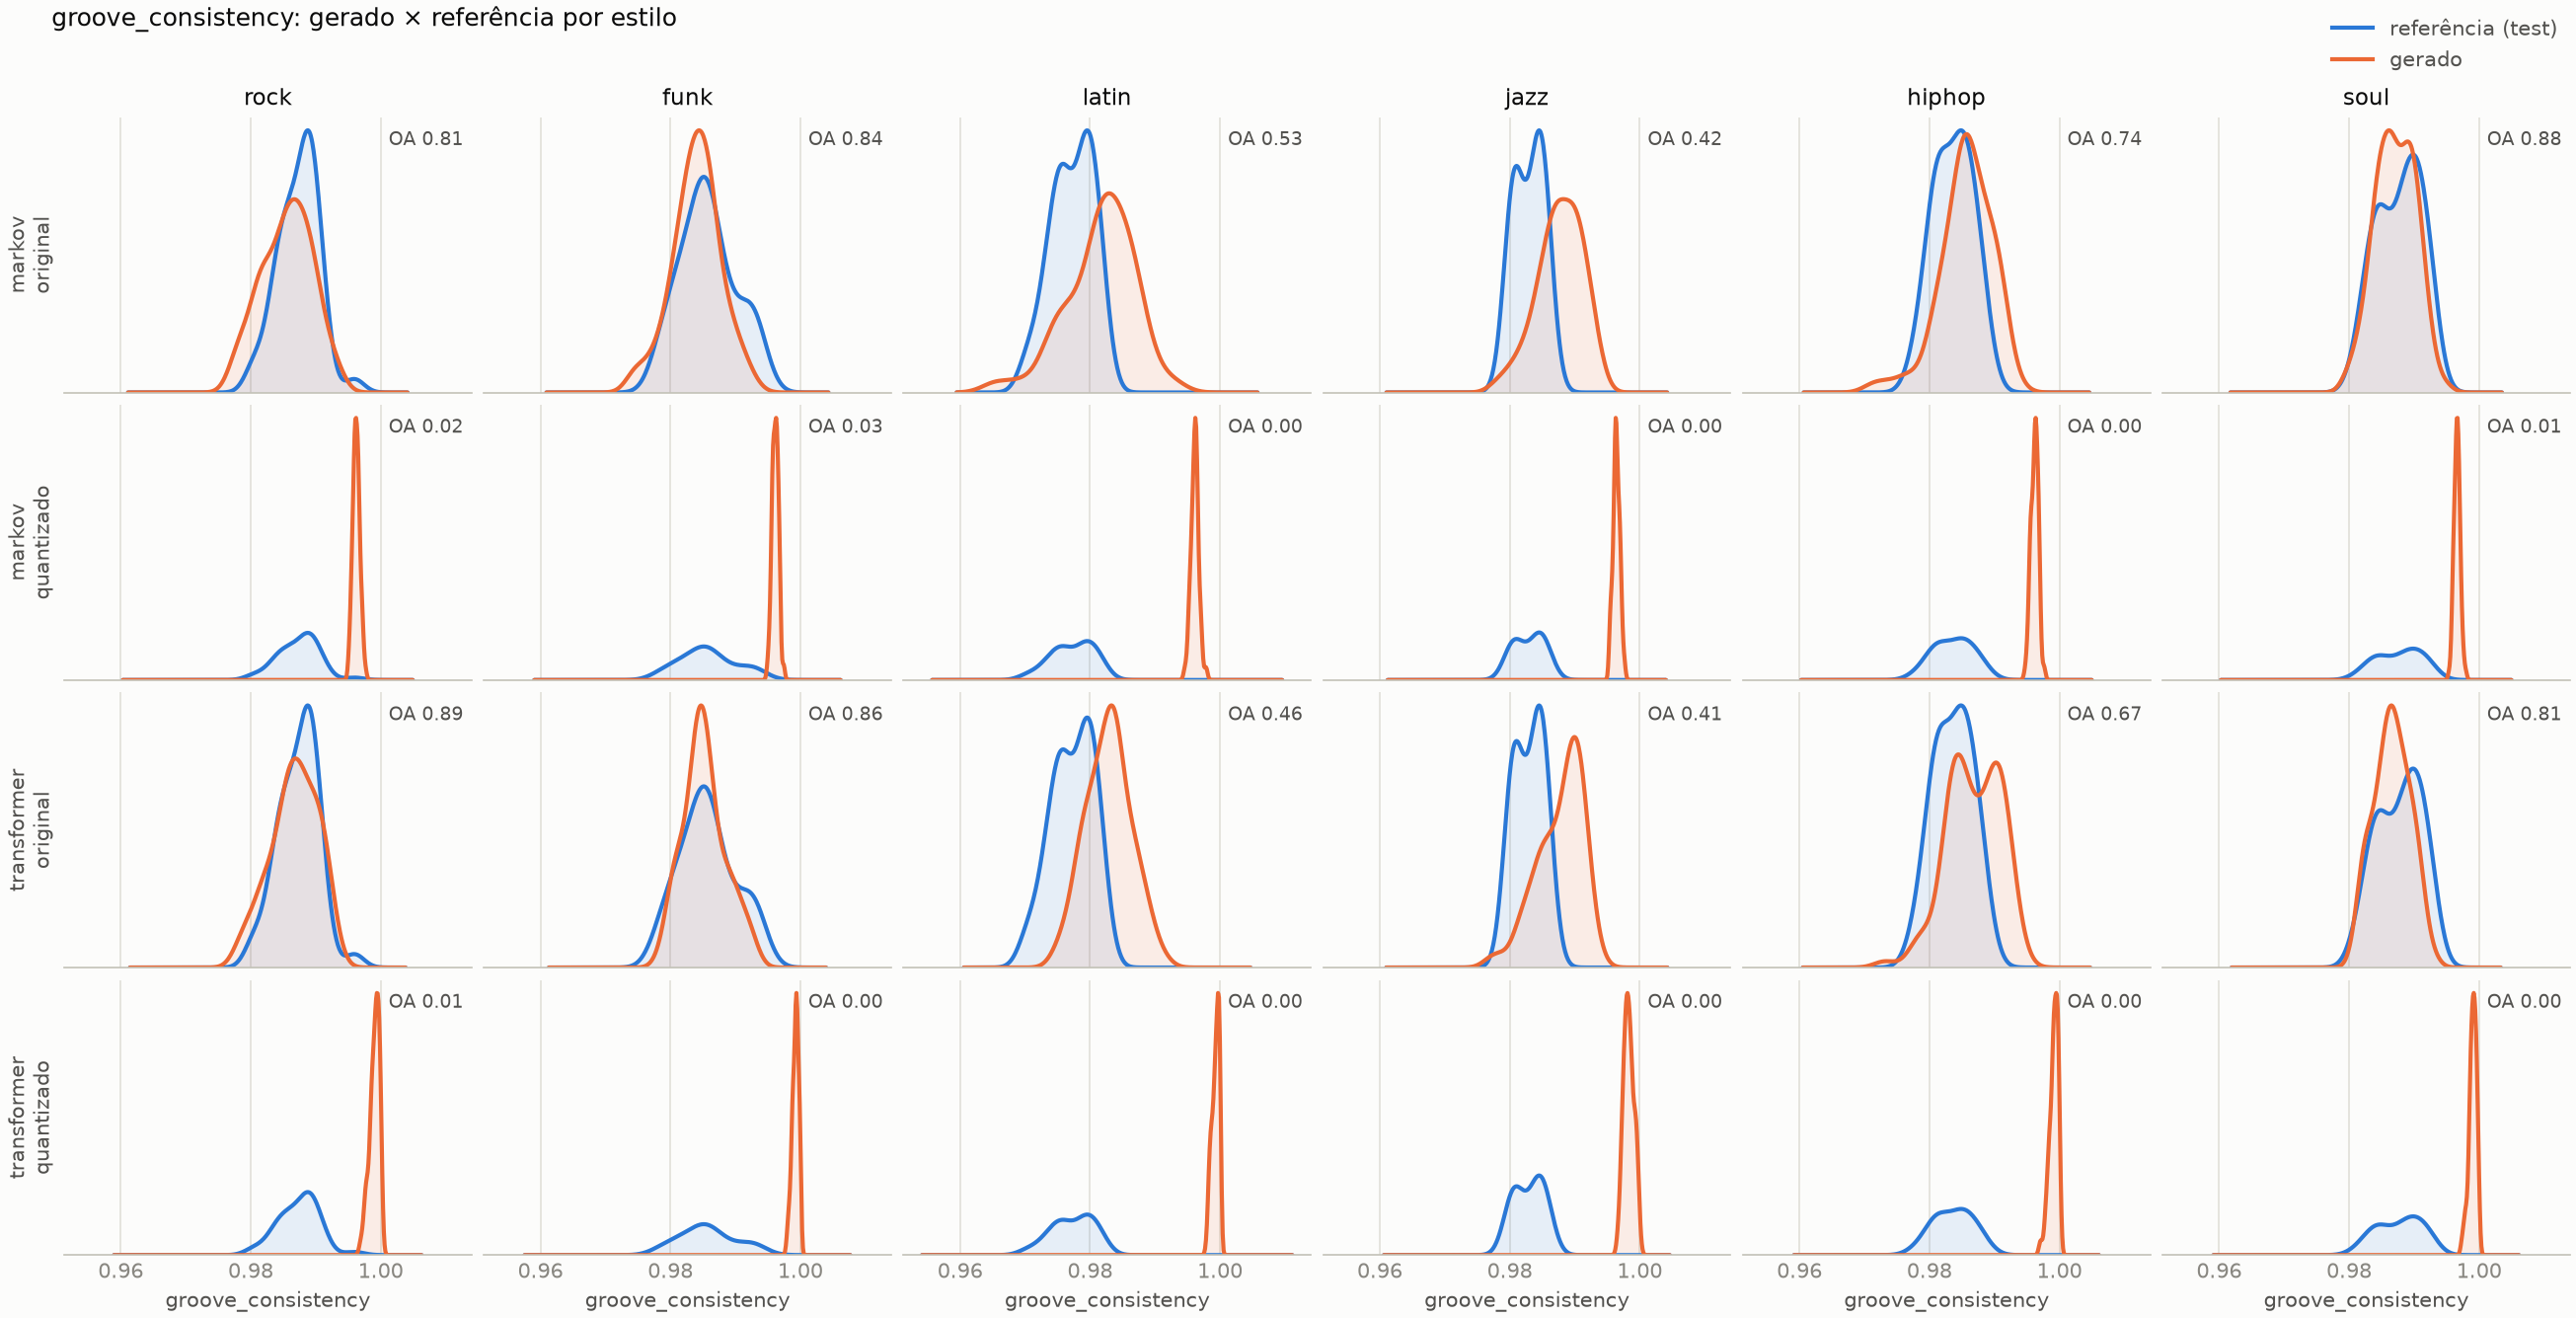 groove_consistency: gerado × referência por estilo
referência (test)
gerado
rock
funk
latin
jazz
hiphop
soul
markov
original
OA 0.81
OA 0.84
OA 0.53
OA 0.42
OA 0.74
OA 0.88
markov
quantizado
OA 0.02
OA 0.03
OA 0.00
OA 0.00
OA 0.00
OA 0.01
transformer
original
OA 0.89
OA 0.86
OA 0.46
OA 0.41
OA 0.67
OA 0.81
transformer
quantizado
OA 0.01
OA 0.00
OA 0.00
OA 0.00
OA 0.00
OA 0.00
0.96 0.98 1.00
0.96 0.98 1.00
0.96 0.98 1.00
0.96 0.98 1.00
0.96 0.98 1.00
0.96 0.98 1.00
groove_consistency
groove_consistency
groove_consistency
groove_consistency
groove_consistency
groove_consistency